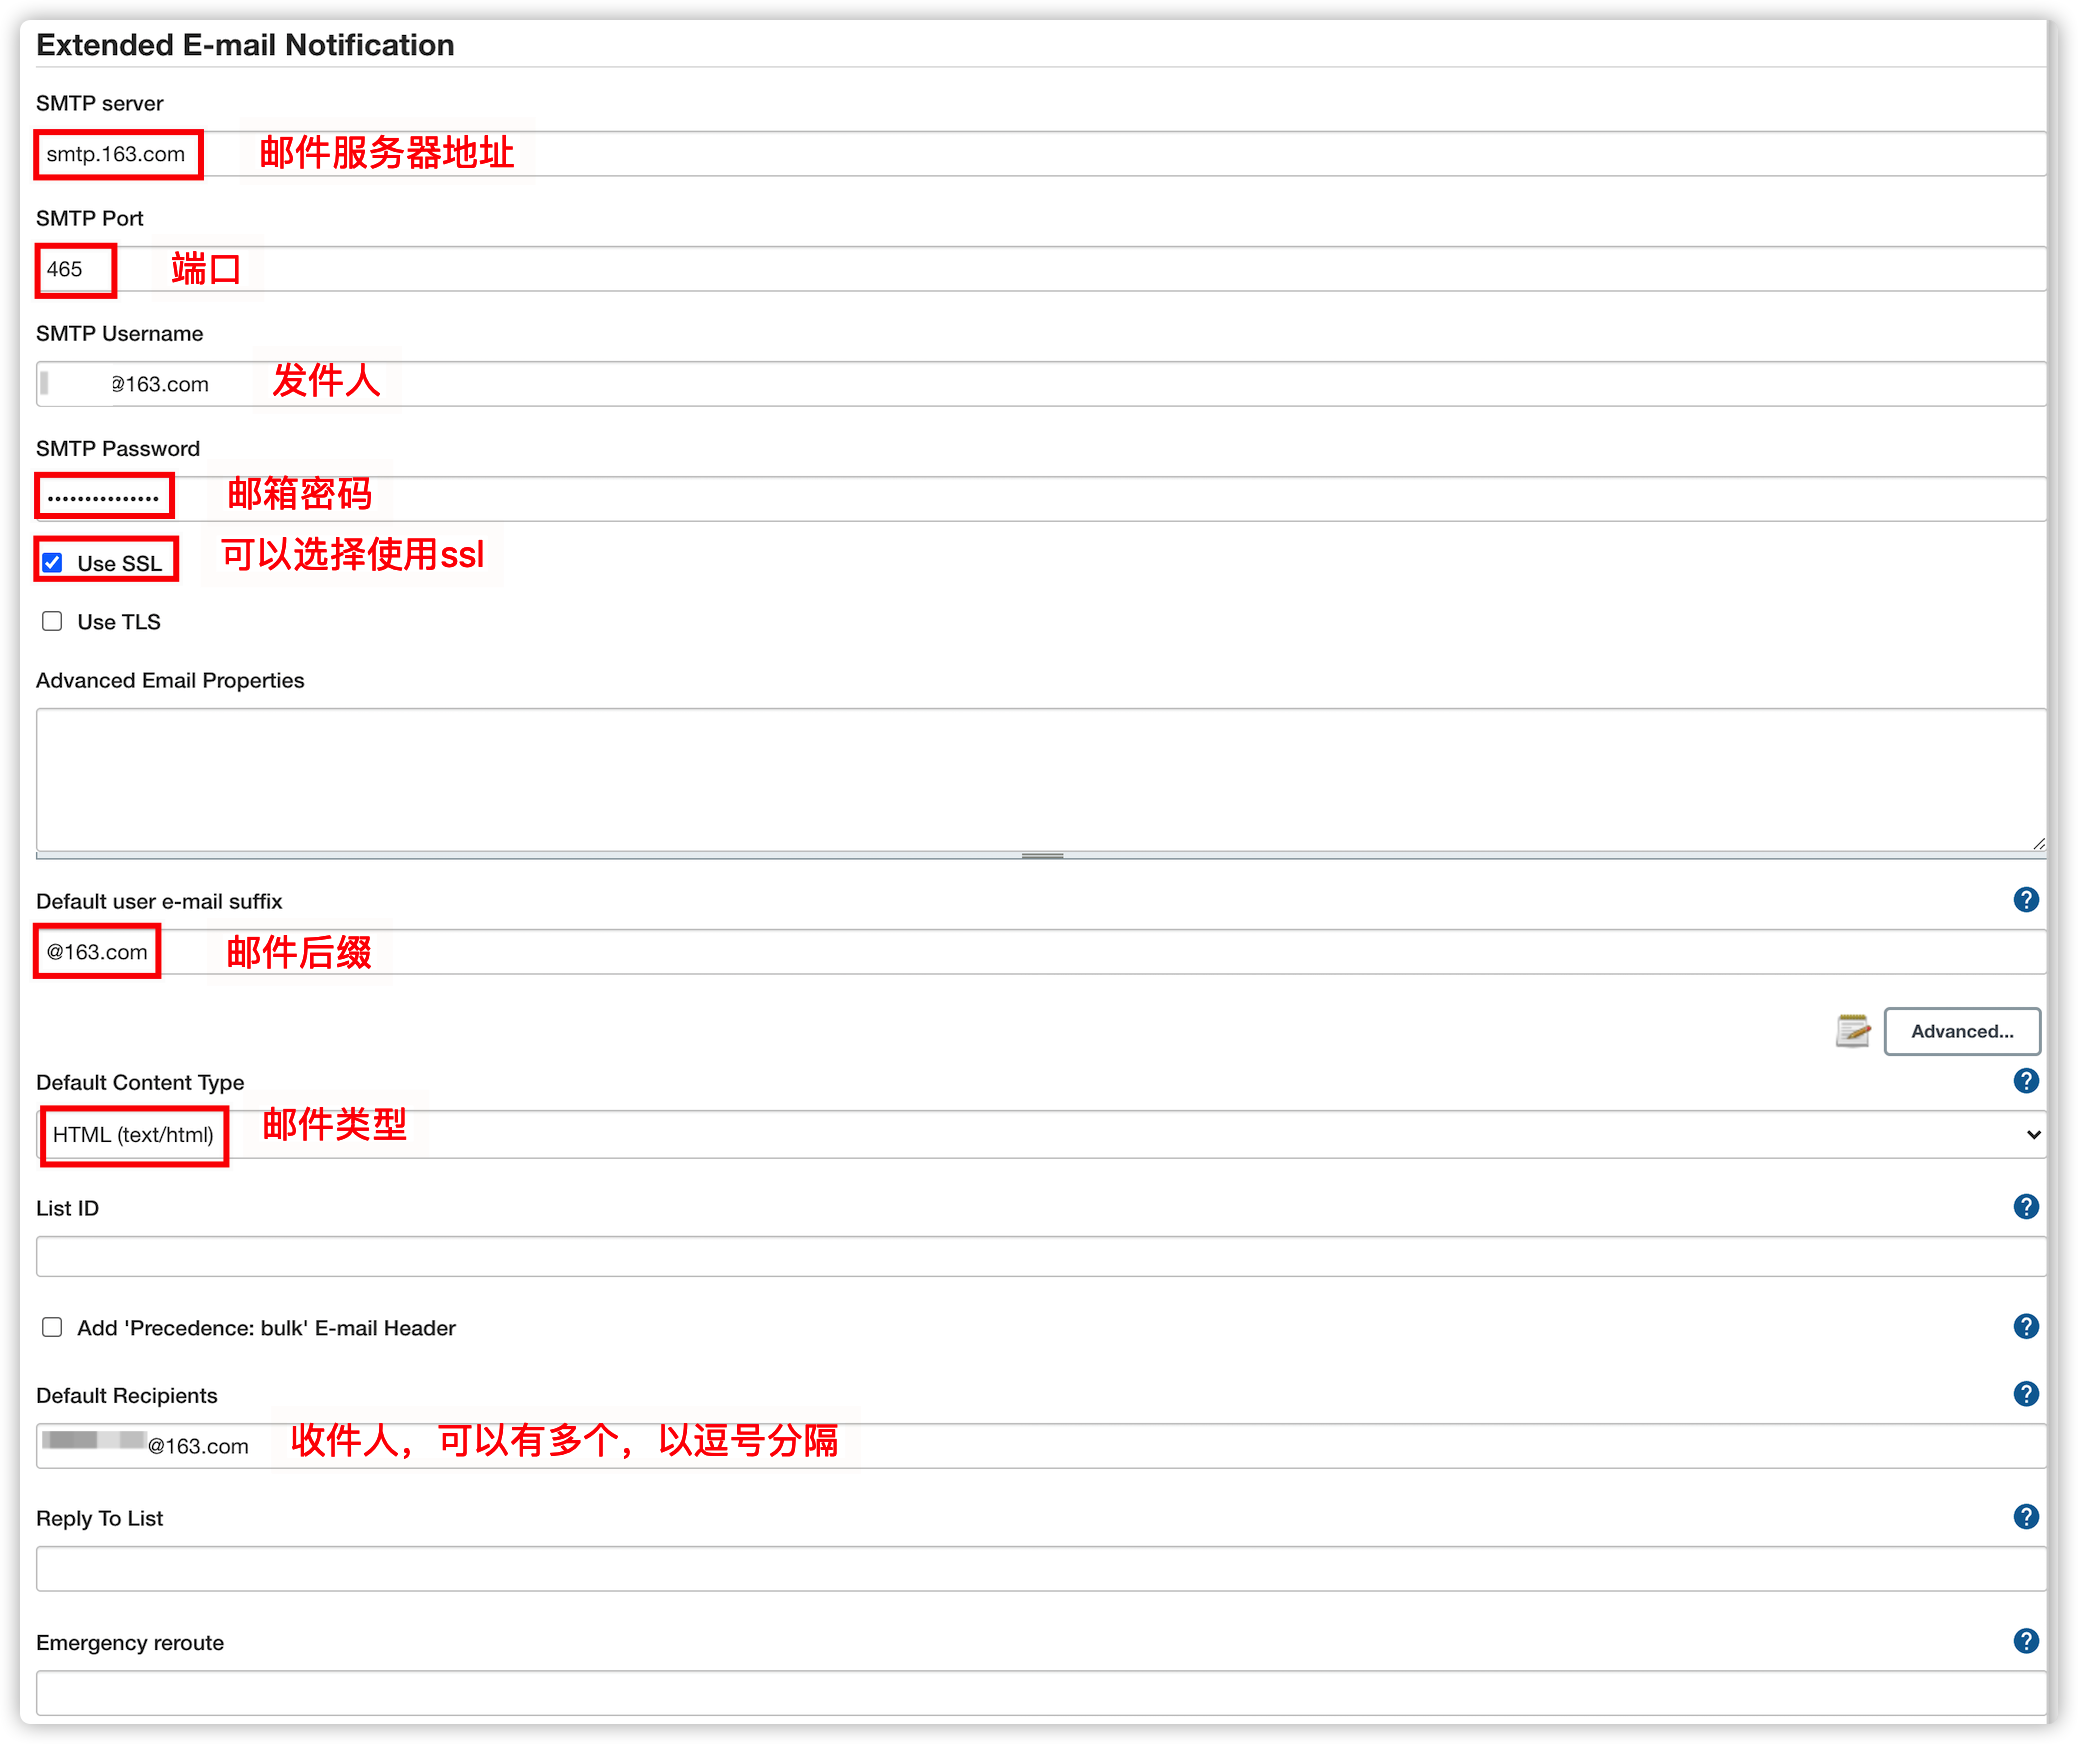 Extended E-mail Notification
SMTP server
smtp.163.com 邮件服务器地址
SMTP Port
465 端口
SMTP Username
@163.com 发件人
SMTP Password
••••••••••••••• 邮箱密码
Use SSL 可以选择使用ssl
Use TLS
Advanced Email Properties
Default user e-mail suffix ?
@163.com 邮件后缀
Advanced...
Default Content Type ?
HTML (text/html) 邮件类型
List ID ?
Add 'Precedence: bulk' E-mail Header ?
Default Recipients ?
@163.com 收件人，可以有多个，以逗号分隔
Reply To List ?
Emergency reroute ?